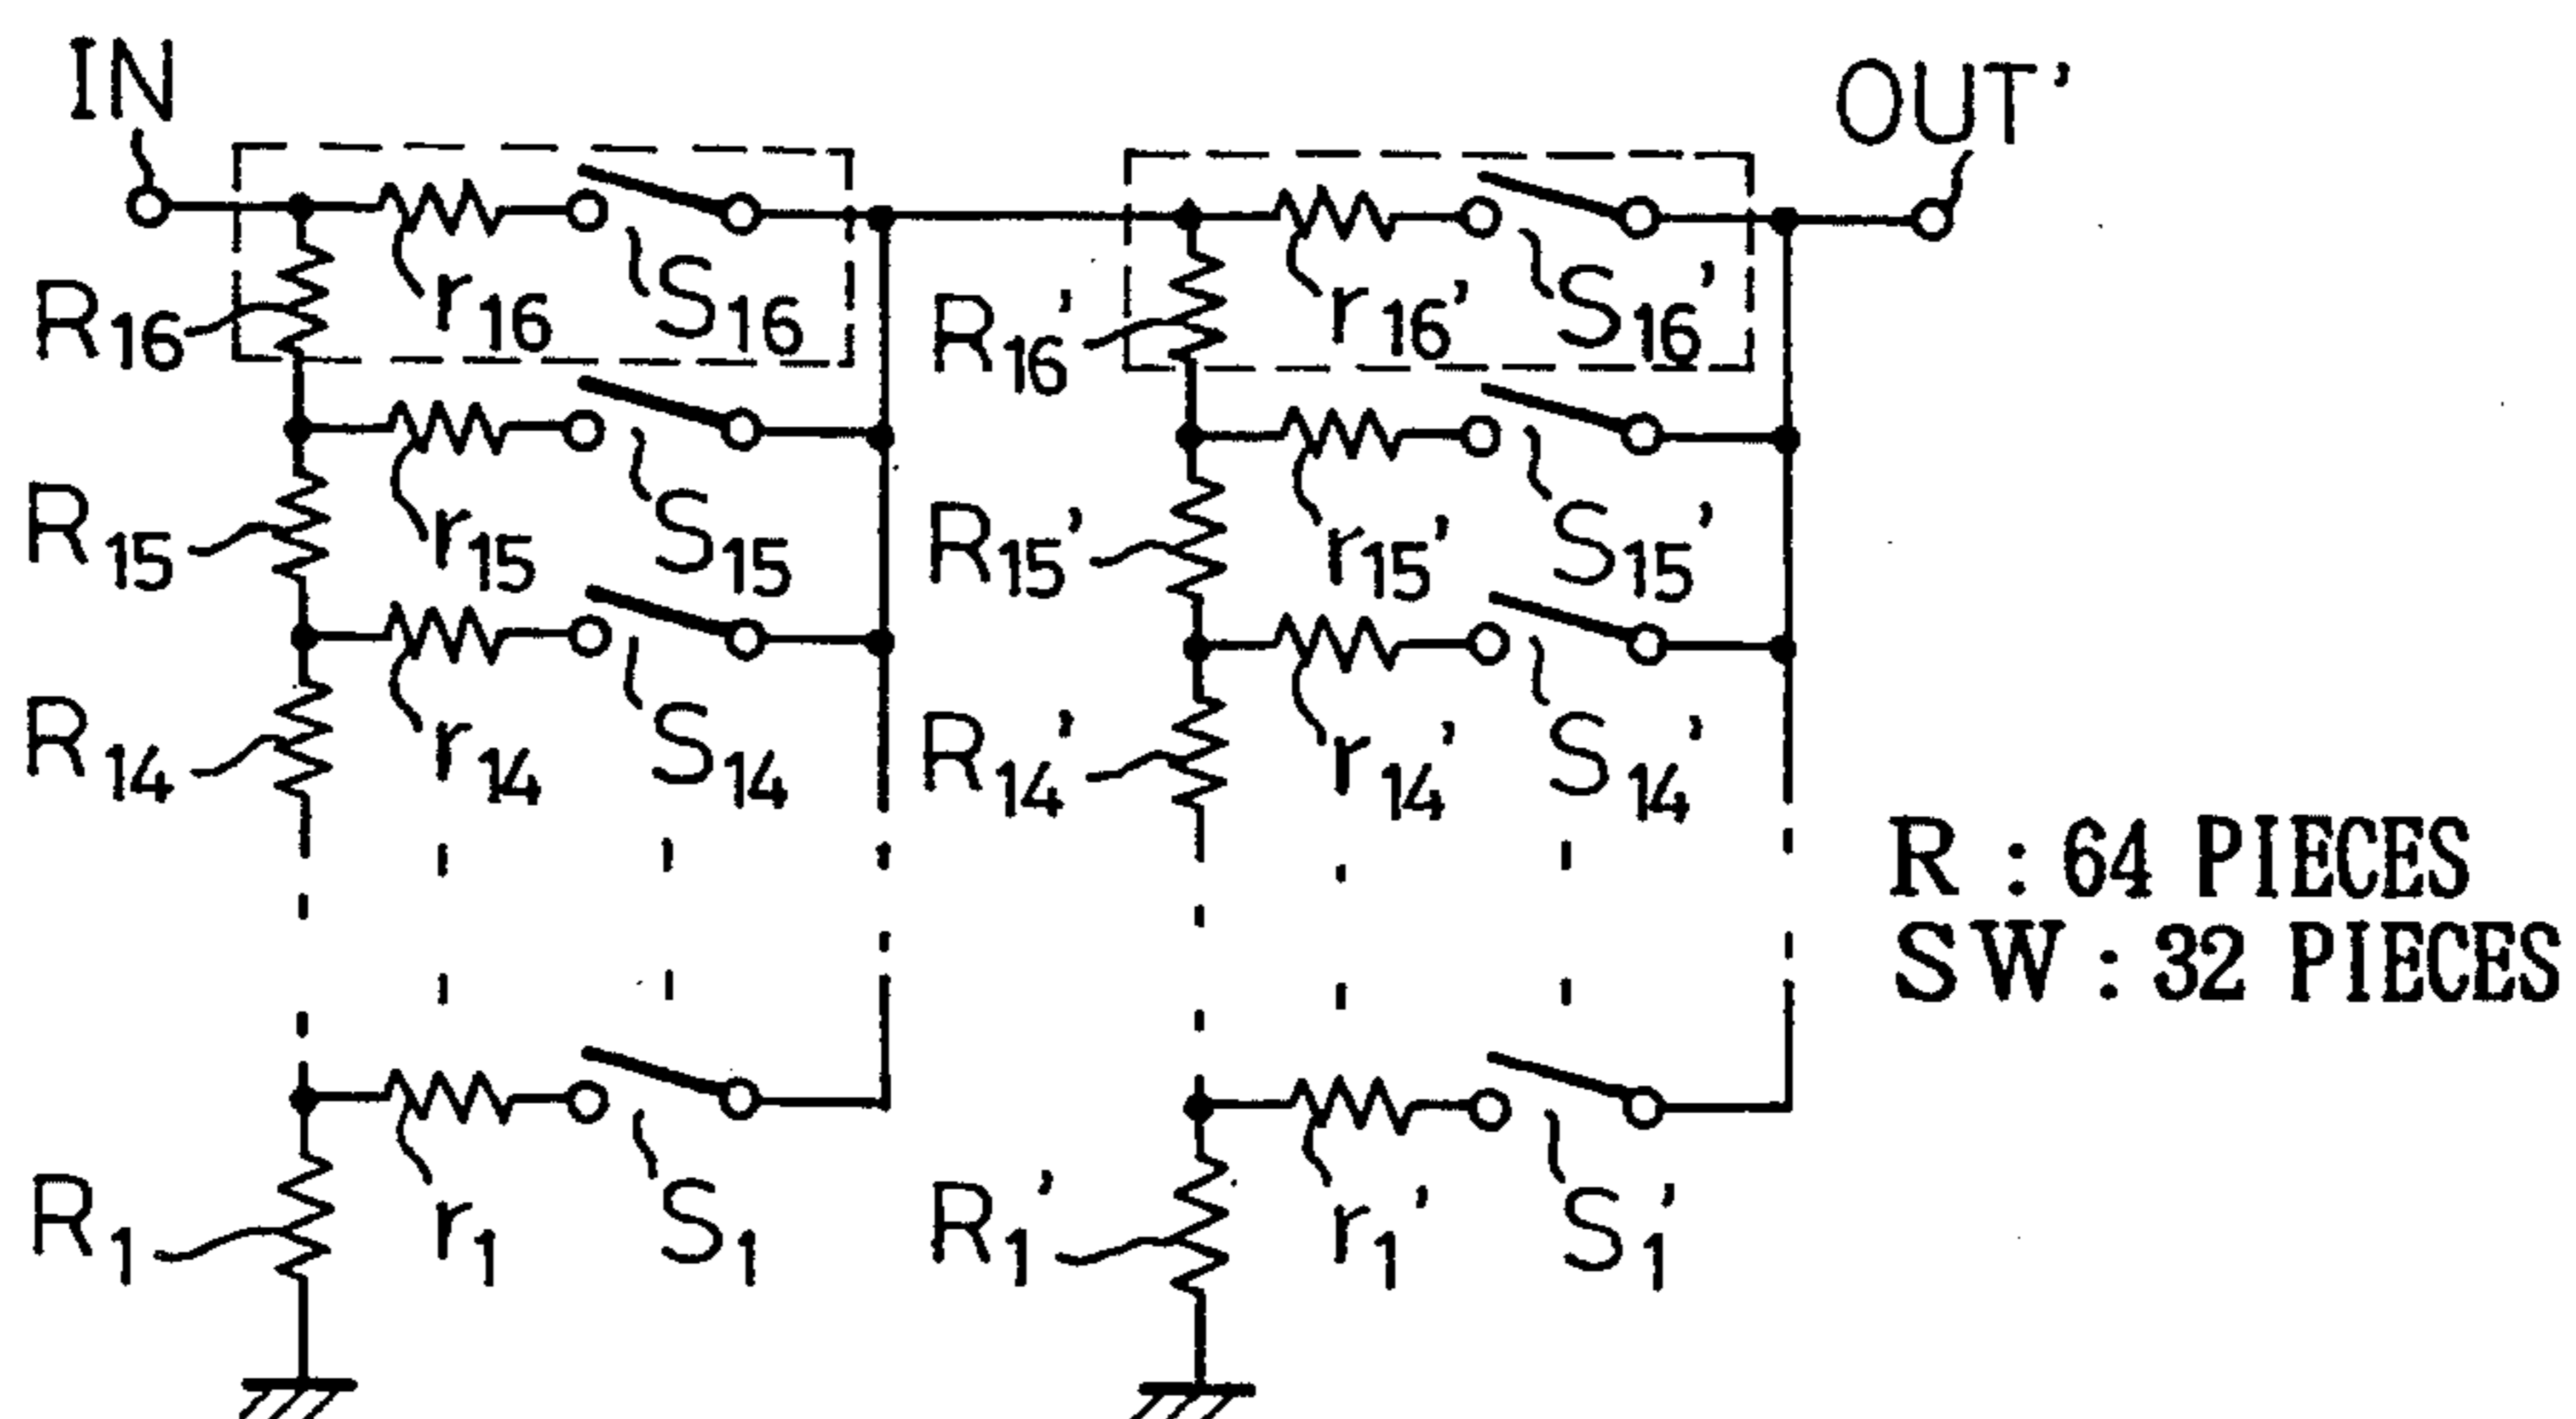 IN
OUT'
R16
r16
S16
R16'
r16'
S16'
R15
r15
S15
R15'
r15'
S15'
R14
r14
S14
R14'
r14'
S14'
R : 64 PIECES
SW : 32 PIECES
R1
r1
S1
R1'
r1'
S1'